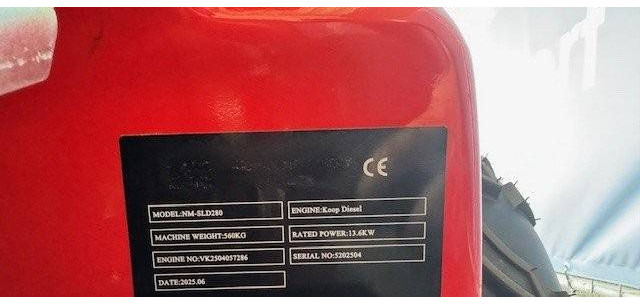 CE
MODEL:NM-SLD280
ENGINE:Koop Diesel
MACHINE WEIGHT:560KG
RATED POWER:13.6KW
ENGINE NO:VK2504057286
SERIAL NO:5202504
DATE:2025.06